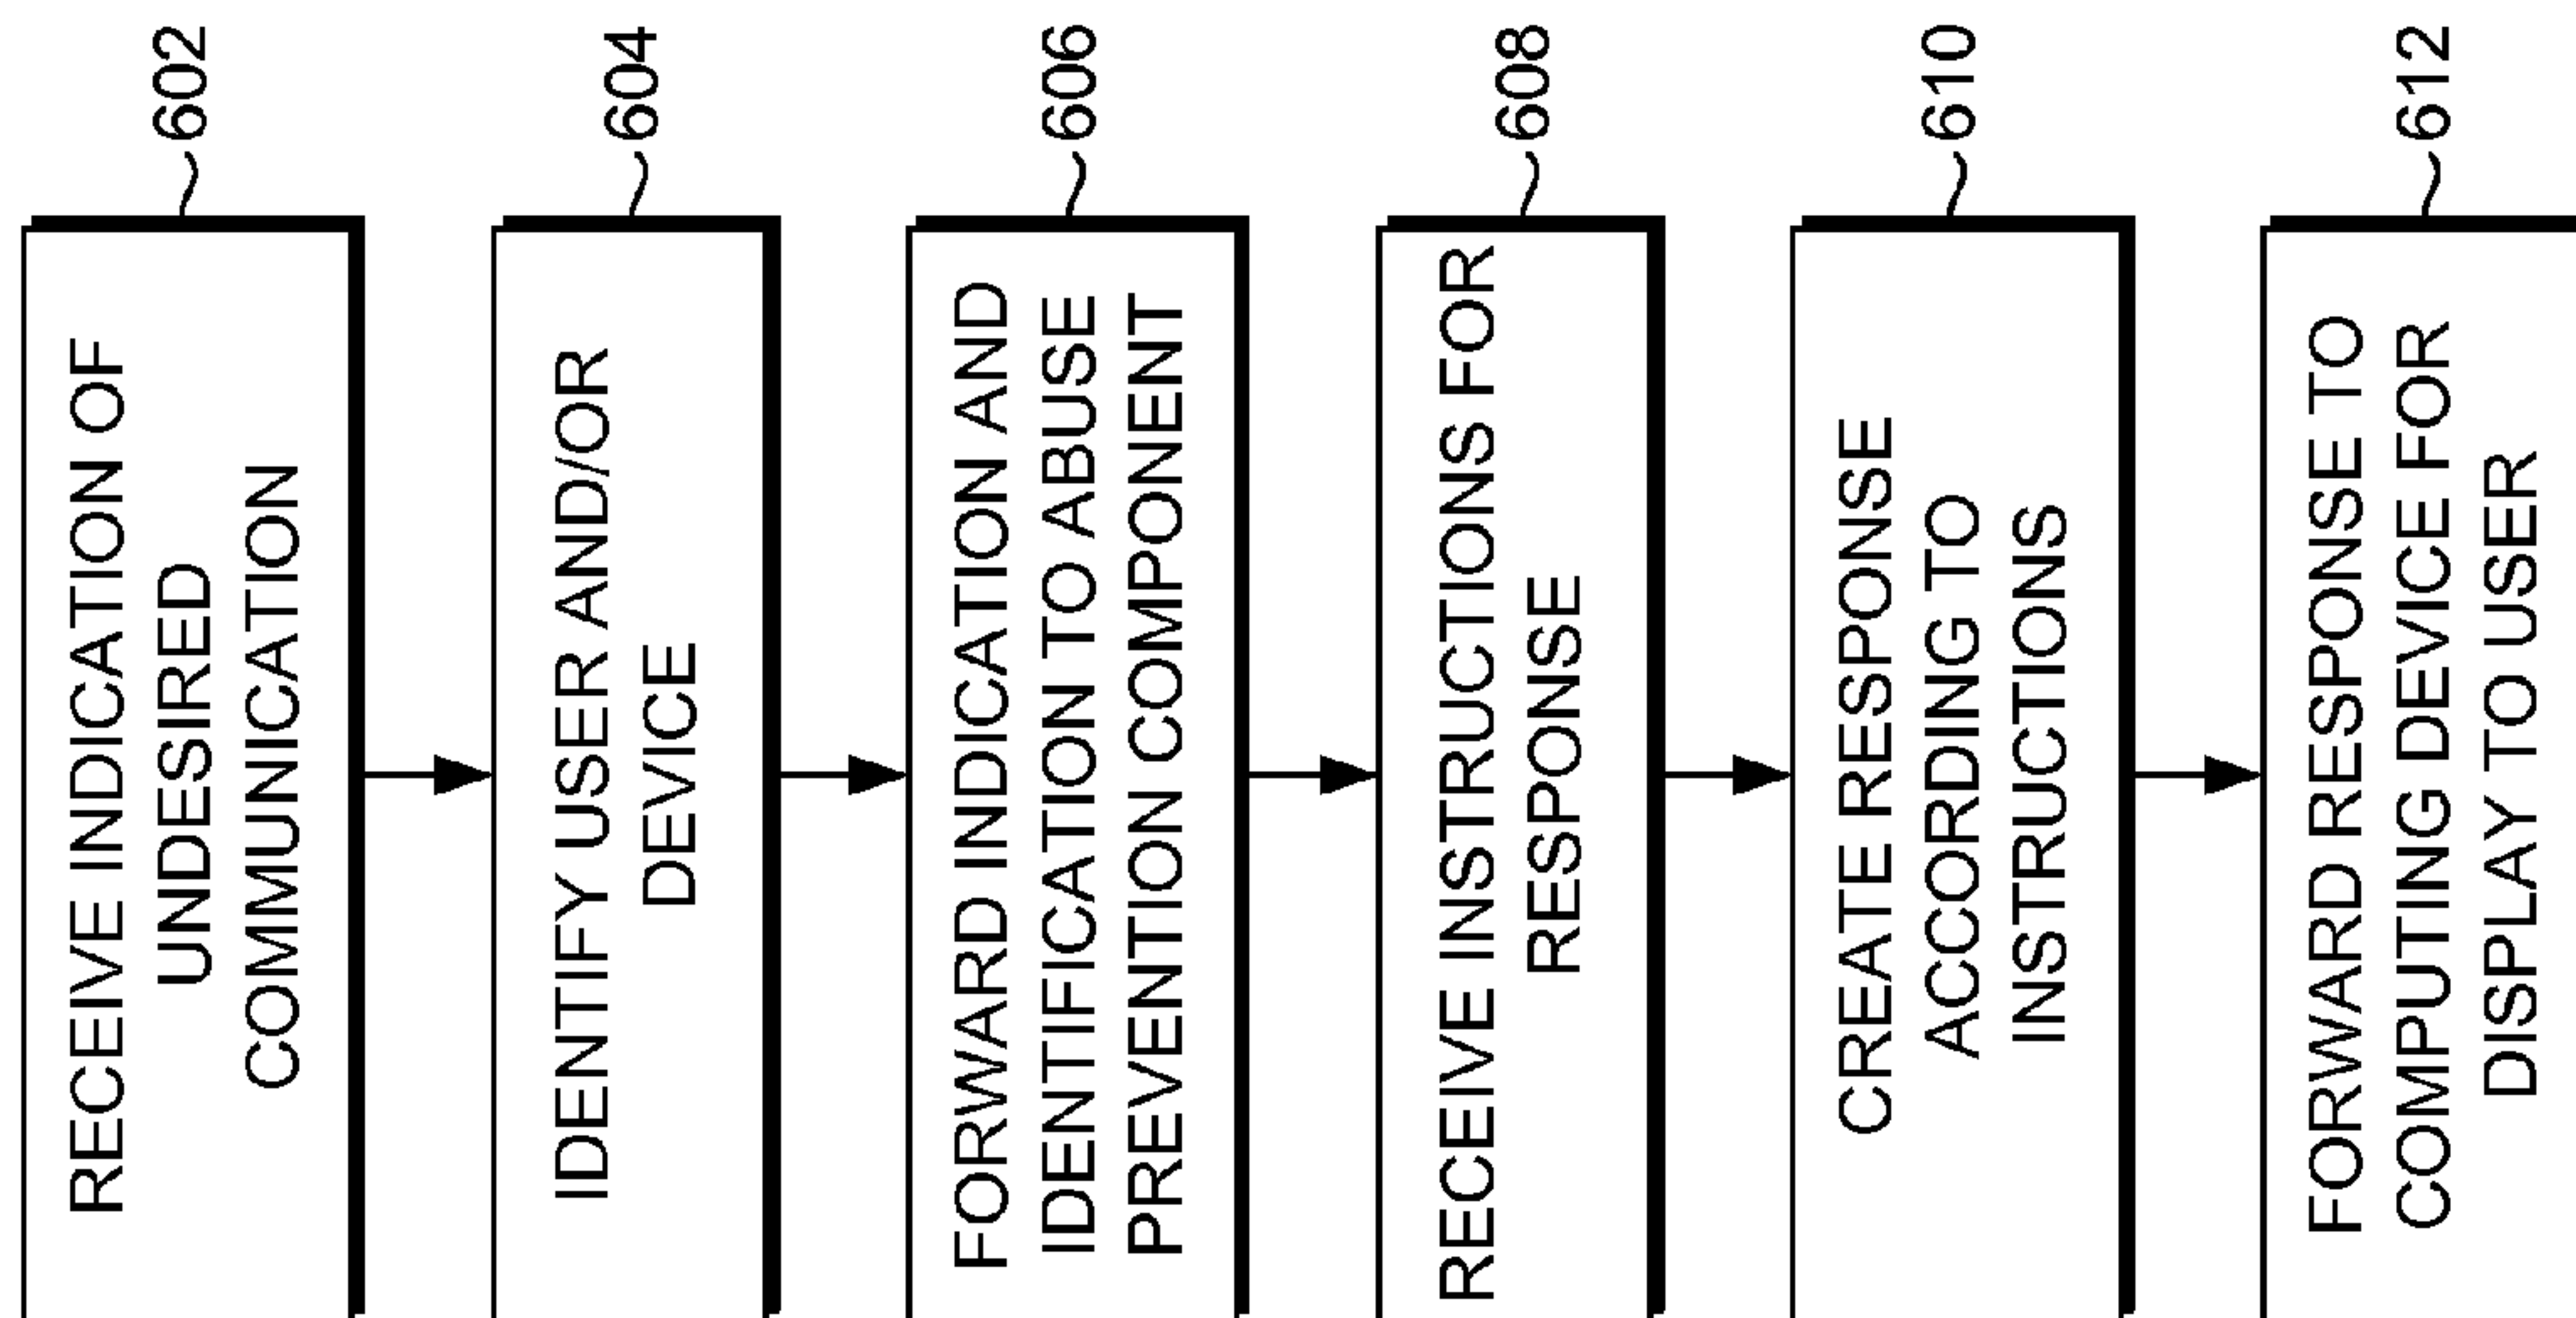 RECEIVE INDICATION OF
UNDESIRED
COMMUNICATION
602
IDENTIFY USER AND/OR
DEVICE
604
FORWARD INDICATION AND
IDENTIFICATION TO ABUSE
PREVENTION COMPONENT
606
RECEIVE INSTRUCTIONS FOR
RESPONSE
608
CREATE RESPONSE
ACCORDING TO
INSTRUCTIONS
610
FORWARD RESPONSE TO
COMPUTING DEVICE FOR
DISPLAY TO USER
612